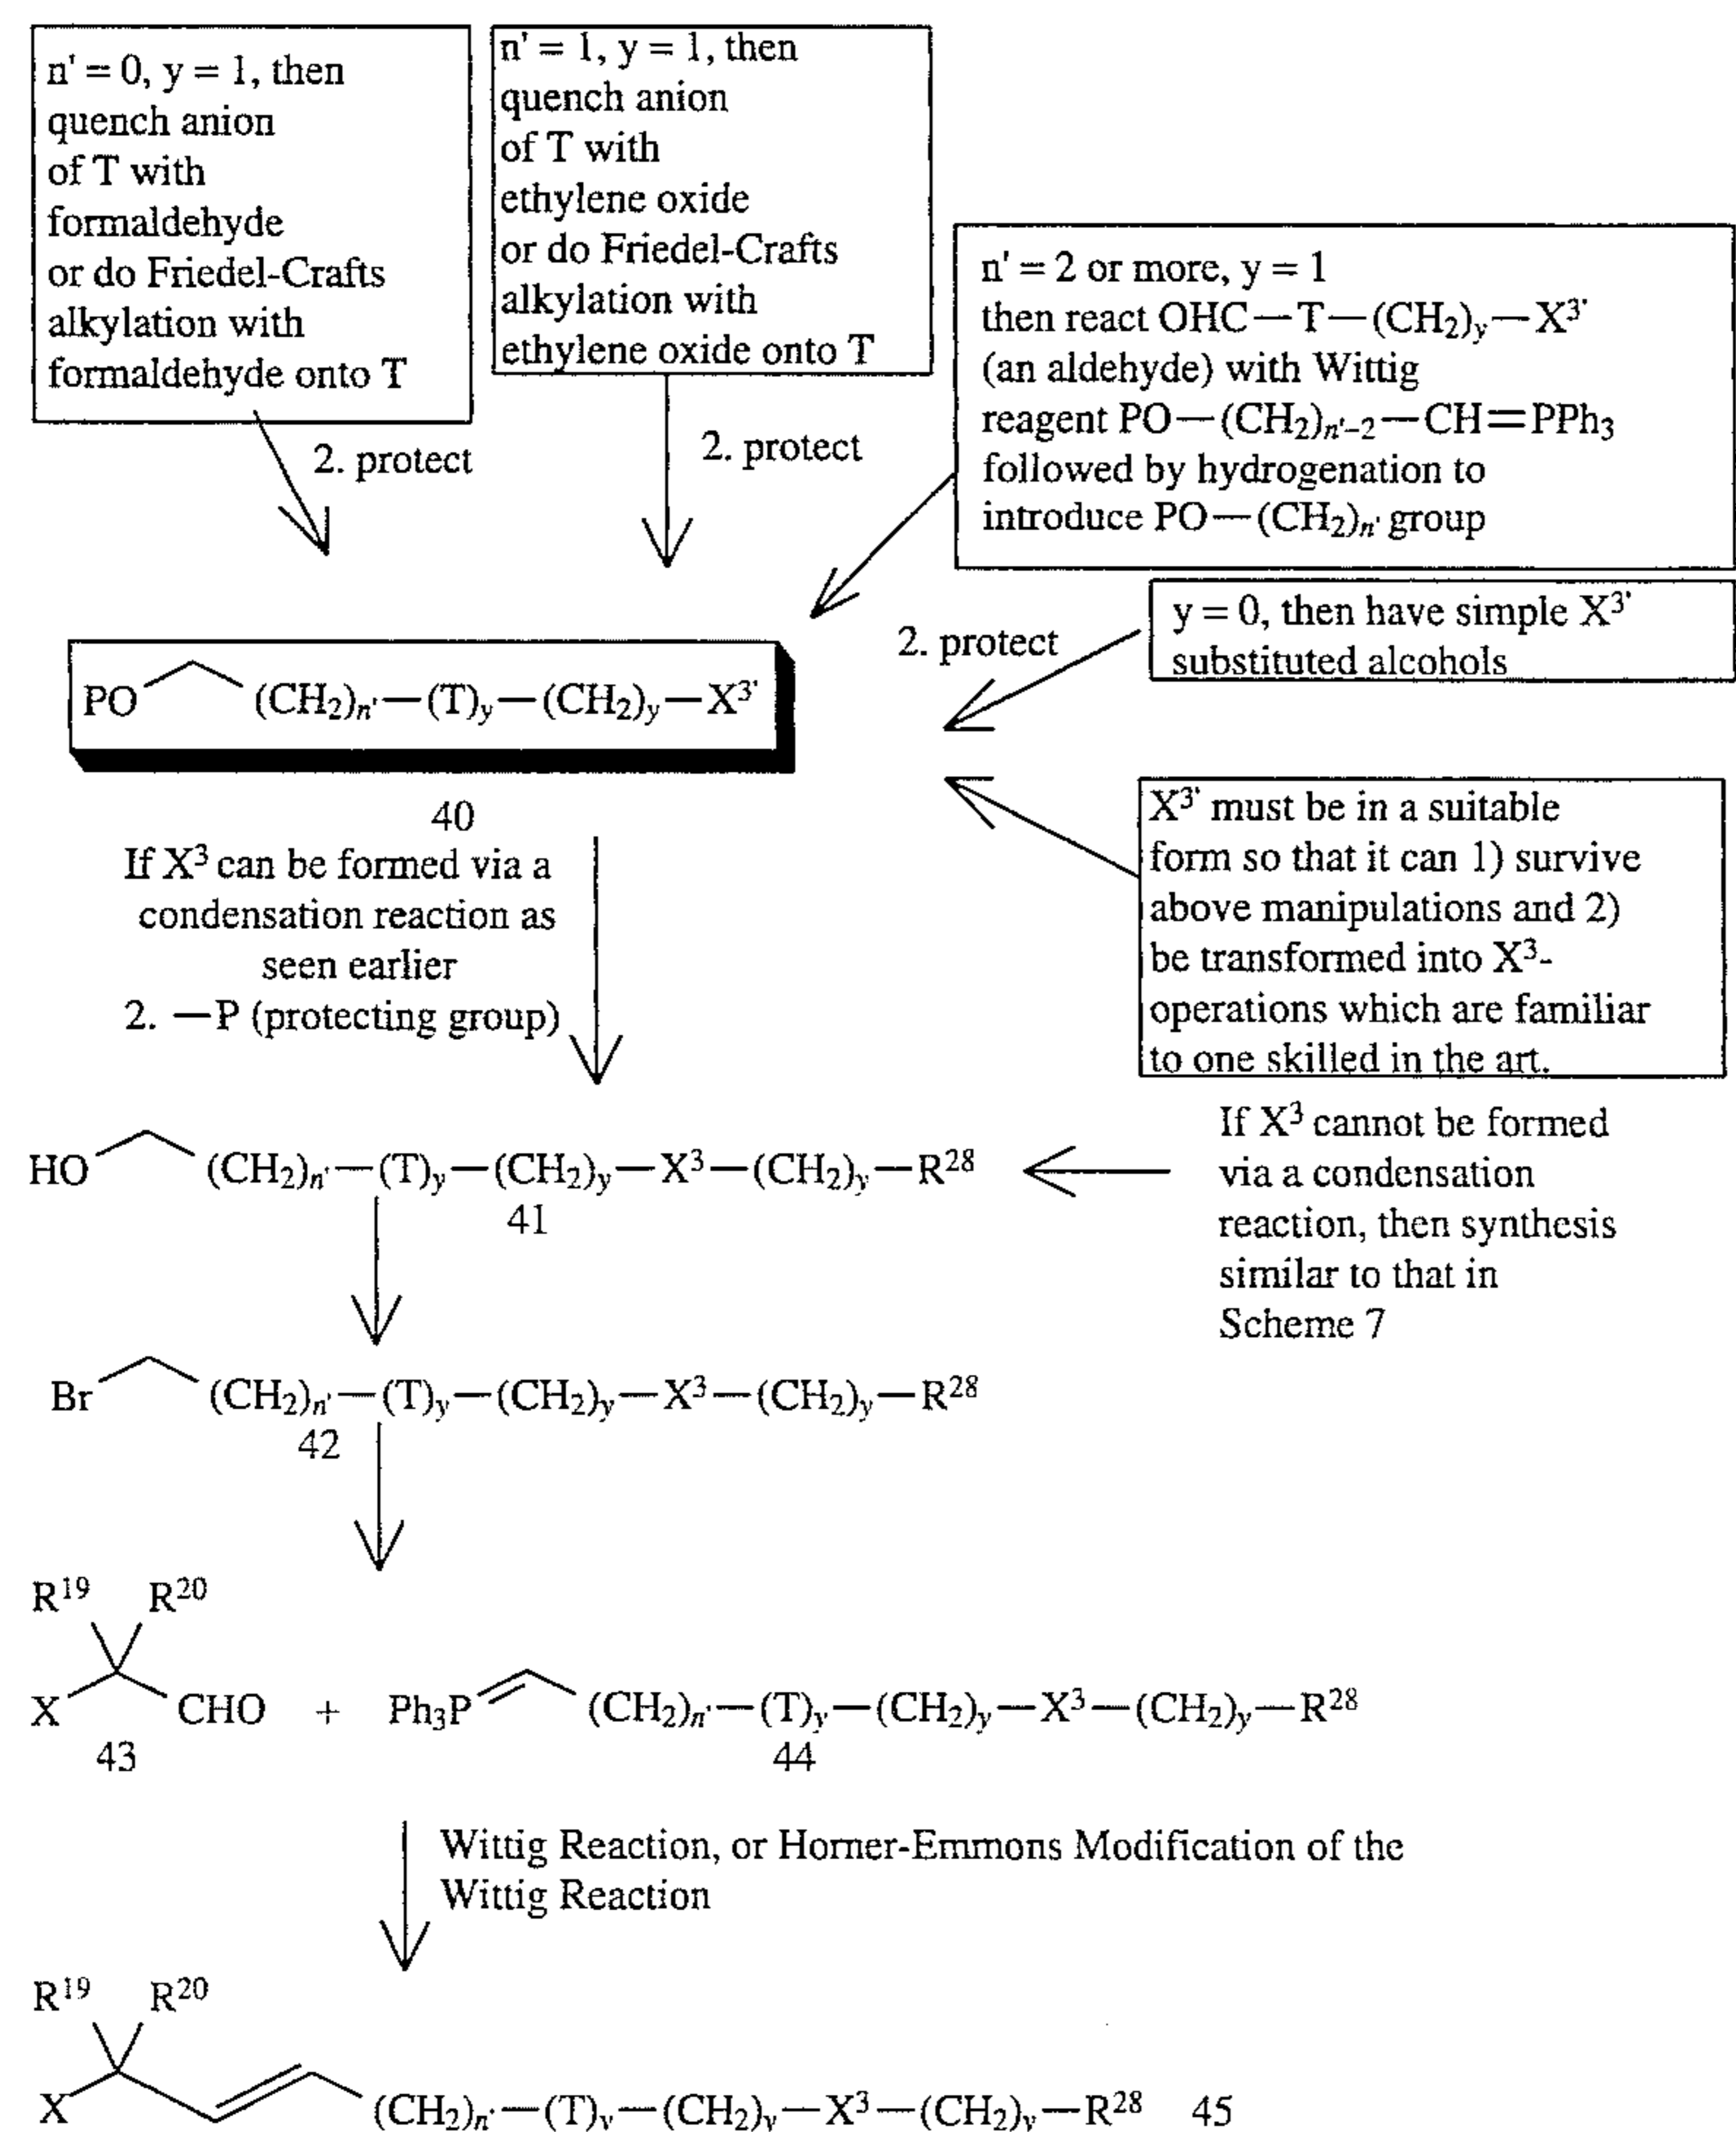 n' = 0, y = 1, then
quench anion
of T with
formaldehyde
or do Friedel-Crafts
alkylation with
formaldehyde onto T
n' = 1, y = 1, then
quench anion
of T with
ethylene oxide
or do Friedel-Crafts
alkylation with
ethylene oxide onto T
n' = 2 or more, y = 1
then react OHC—T—(CH₂)y—X³'
(an aldehyde) with Wittig
reagent PO—(CH₂)n'-2—CH=PPh₃
followed by hydrogenation to
introduce PO—(CH₂)n' group
2. protect
2. protect
2. protect
y = 0, then have simple X³'
substituted alcohols
PO (CH₂)n'—(T)y—(CH₂)y—X³'
40
X³' must be in a suitable
form so that it can 1) survive
above manipulations and 2)
be transformed into X³-
operations which are familiar
to one skilled in the art.
If X³ can be formed via a
condensation reaction as
seen earlier
2. —P (protecting group)
HO (CH₂)n'—(T)y—(CH₂)y—X³—(CH₂)y—R²⁸
41
If X³ cannot be formed
via a condensation
reaction, then synthesis
similar to that in
Scheme 7
Br (CH₂)n'—(T)y—(CH₂)y—X³—(CH₂)y—R²⁸
42
R¹⁹ R²⁰
X CHO + Ph₃P (CH₂)n'—(T)y—(CH₂)y—X³—(CH₂)y—R²⁸
43 44
Wittig Reaction, or Horner-Emmons Modification of the
Wittig Reaction
R¹⁹ R²⁰
X (CH₂)n'—(T)y—(CH₂)y—X³—(CH₂)y—R²⁸ 45